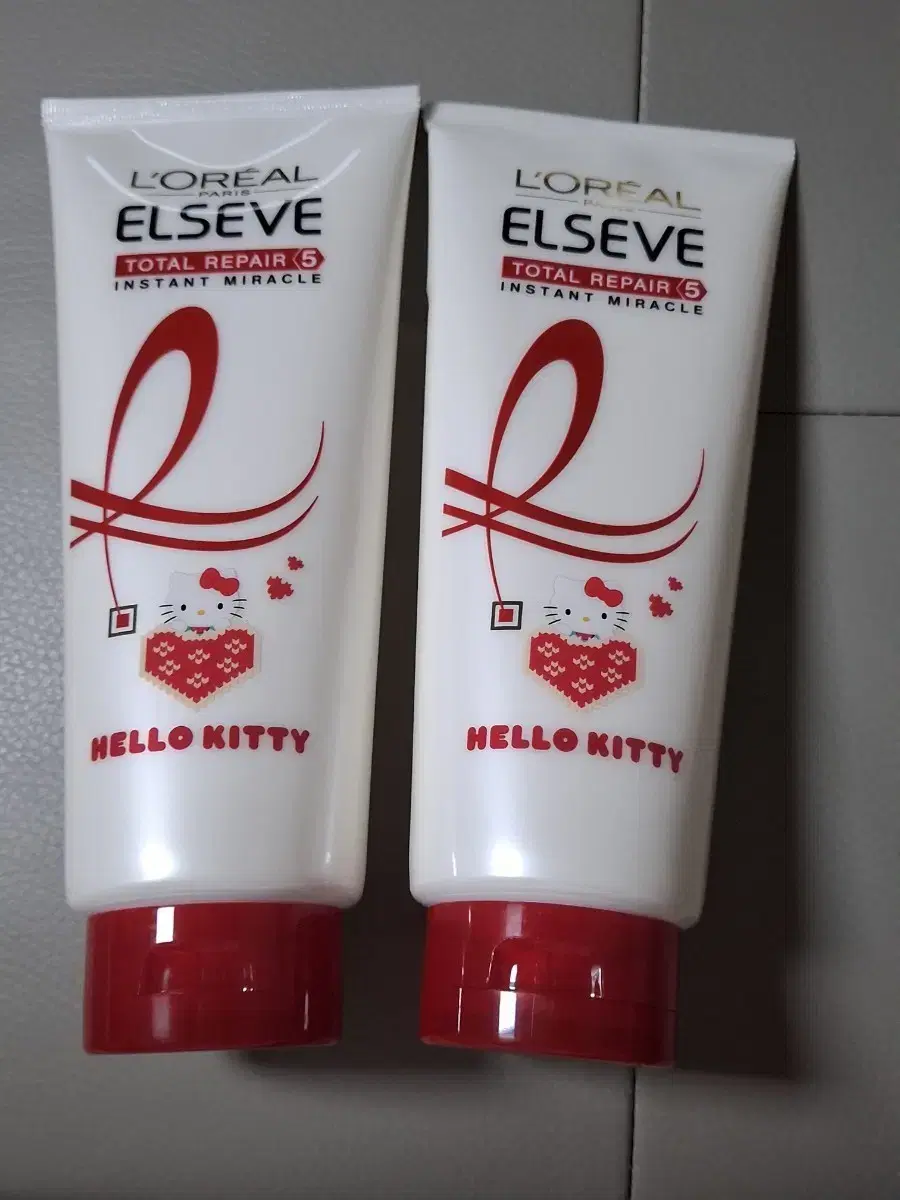 L'ORÉAL
PARIS
ELSEVE
TOTAL REPAIR 5
INSTANT MIRACLE
HELLO KITTY
L'ORÉAL
PARIS
ELSEVE
TOTAL REPAIR 5
INSTANT MIRACLE
HELLO KITTY